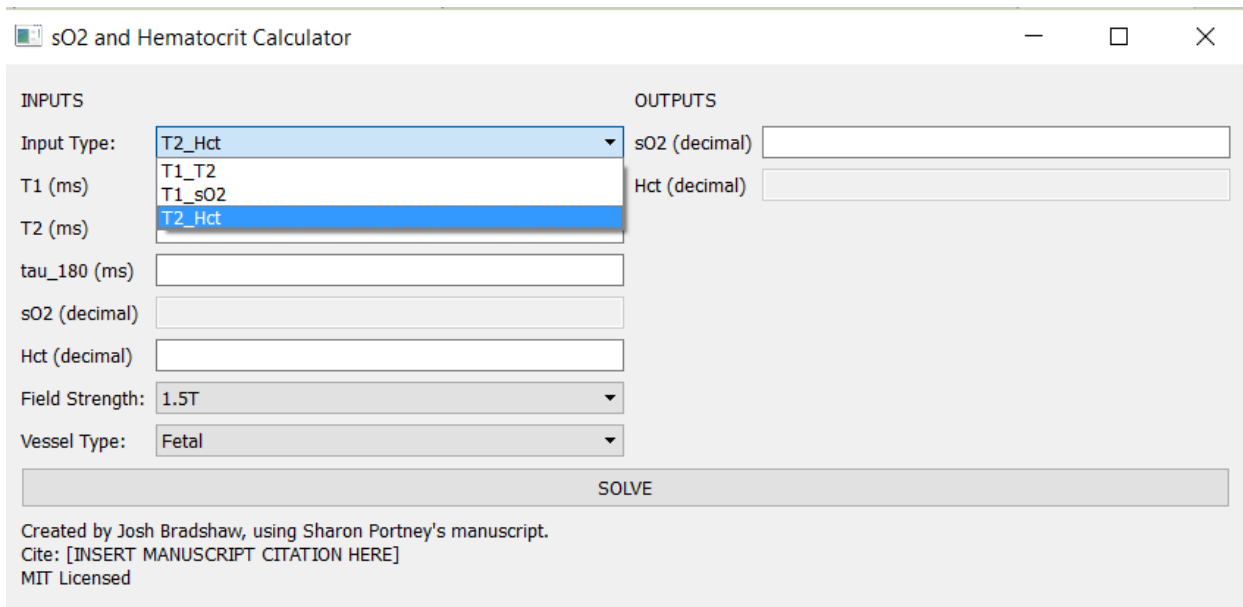 sO2 and Hematocrit Calculator
INPUTS
Input Type:
T2_Hct
T1_T2
T1_sO2
T2_Hct
T1 (ms)
T2 (ms)
tau_180 (ms)
sO2 (decimal)
Hct (decimal)
Field Strength:
1.5T
Vessel Type:
Fetal
OUTPUTS
sO2 (decimal)
Hct (decimal)
SOLVE
Created by Josh Bradshaw, using Sharon Portney's manuscript.
Cite: [INSERT MANUSCRIPT CITATION HERE]
MIT Licensed